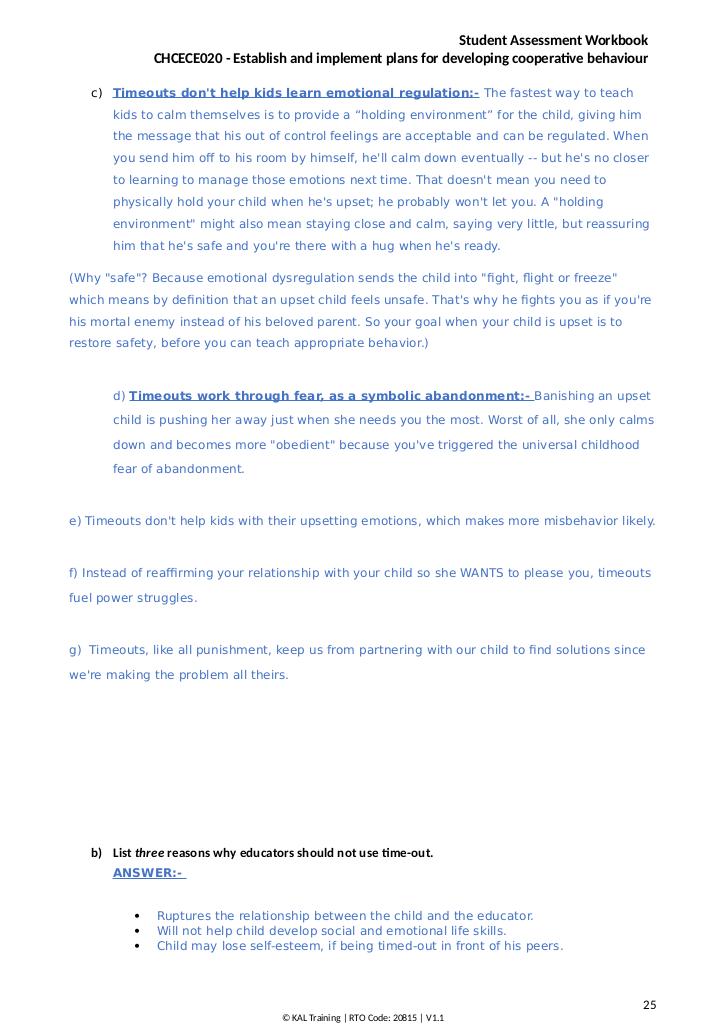 Student Assessment Workbook
CHCECE020 - Establish and implement plans for developing cooperative behaviour
c) Timeouts don't help kids learn emotional regulation:- The fastest way to teach
kids to calm themselves is to provide a “holding environment” for the child, giving him
the message that his out of control feelings are acceptable and can be regulated. When
you send him off to his room by himself, he'll calm down eventually -- but he's no closer
to learning to manage those emotions next time. That doesn't mean you need to
physically hold your child when he's upset; he probably won't let you. A "holding
environment" might also mean staying close and calm, saying very little, but reassuring
him that he's safe and you're there with a hug when he's ready.
(Why "safe"? Because emotional dysregulation sends the child into "fight, flight or freeze"
which means by definition that an upset child feels unsafe. That's why he fights you as if you're
his mortal enemy instead of his beloved parent. So your goal when your child is upset is to
restore safety, before you can teach appropriate behavior.)
d) Timeouts work through fear, as a symbolic abandonment:- Banishing an upset
child is pushing her away just when she needs you the most. Worst of all, she only calms
down and becomes more "obedient" because you've triggered the universal childhood
fear of abandonment.
e) Timeouts don't help kids with their upsetting emotions, which makes more misbehavior likely.
f) Instead of reaffirming your relationship with your child so she WANTS to please you, timeouts
fuel power struggles.
g) Timeouts, like all punishment, keep us from partnering with our child to find solutions since
we're making the problem all theirs.
b) List three reasons why educators should not use time-out.
ANSWER:-
• Ruptures the relationship between the child and the educator.
• Will not help child develop social and emotional life skills.
• Child may lose self-esteem, if being timed-out in front of his peers.
25
© KAL Training | RTO Code: 20815 | V1.1